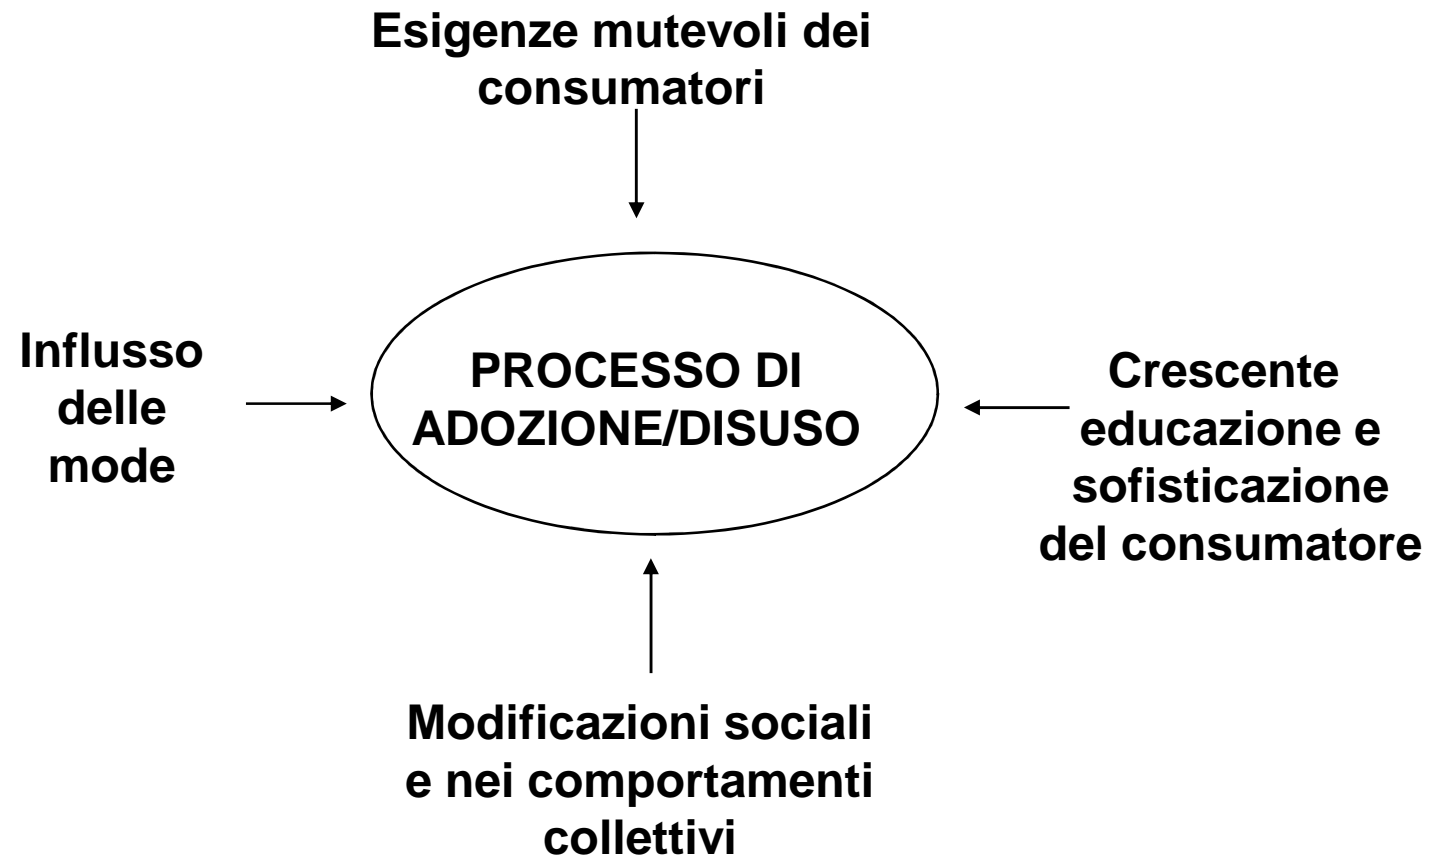 Esigenze mutevoli dei
consumatori
Influsso
delle
mode
PROCESSO DI
ADOZIONE/DISUSO
Crescente
educazione e
sofisticazione
del consumatore
Modificazioni sociali
e nei comportamenti
collettivi